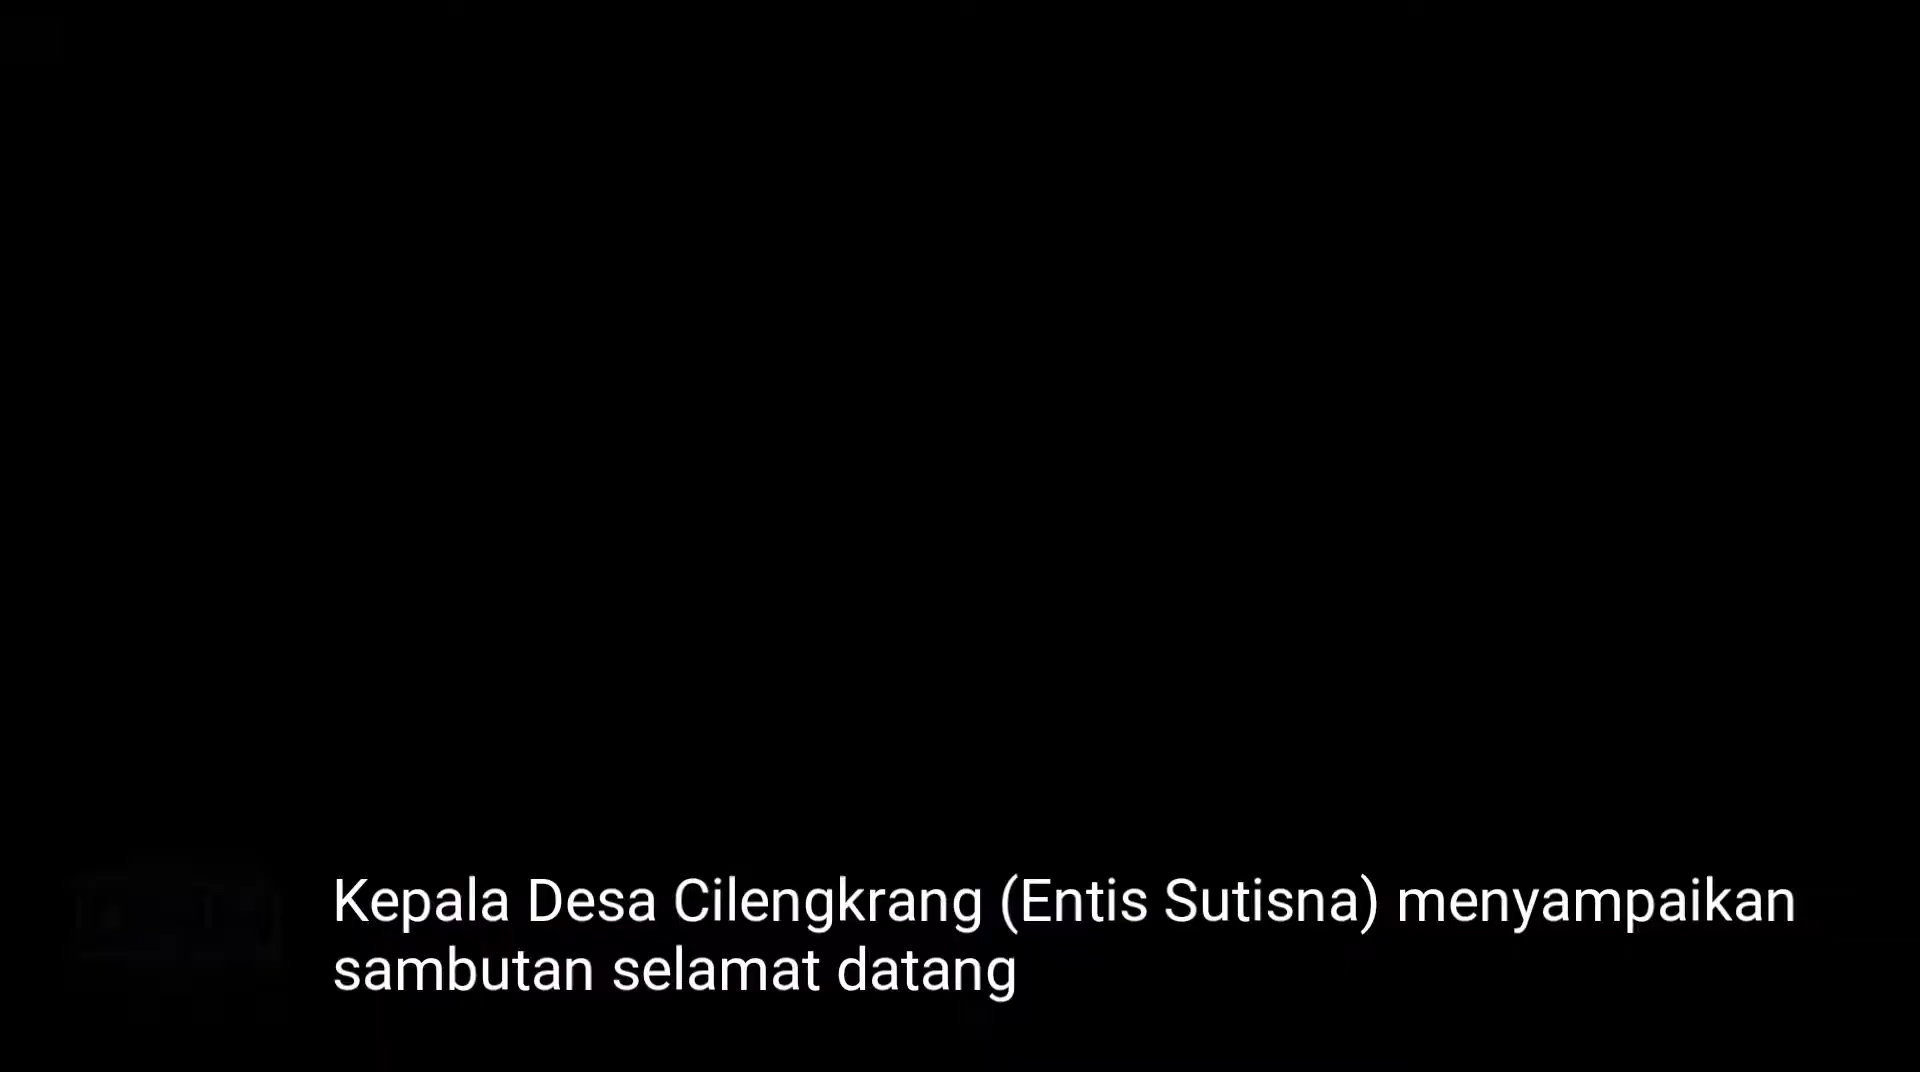 Kepala Desa Cilengkrang (Entis Sutisna) menyampaikan
sambutan selamat datang